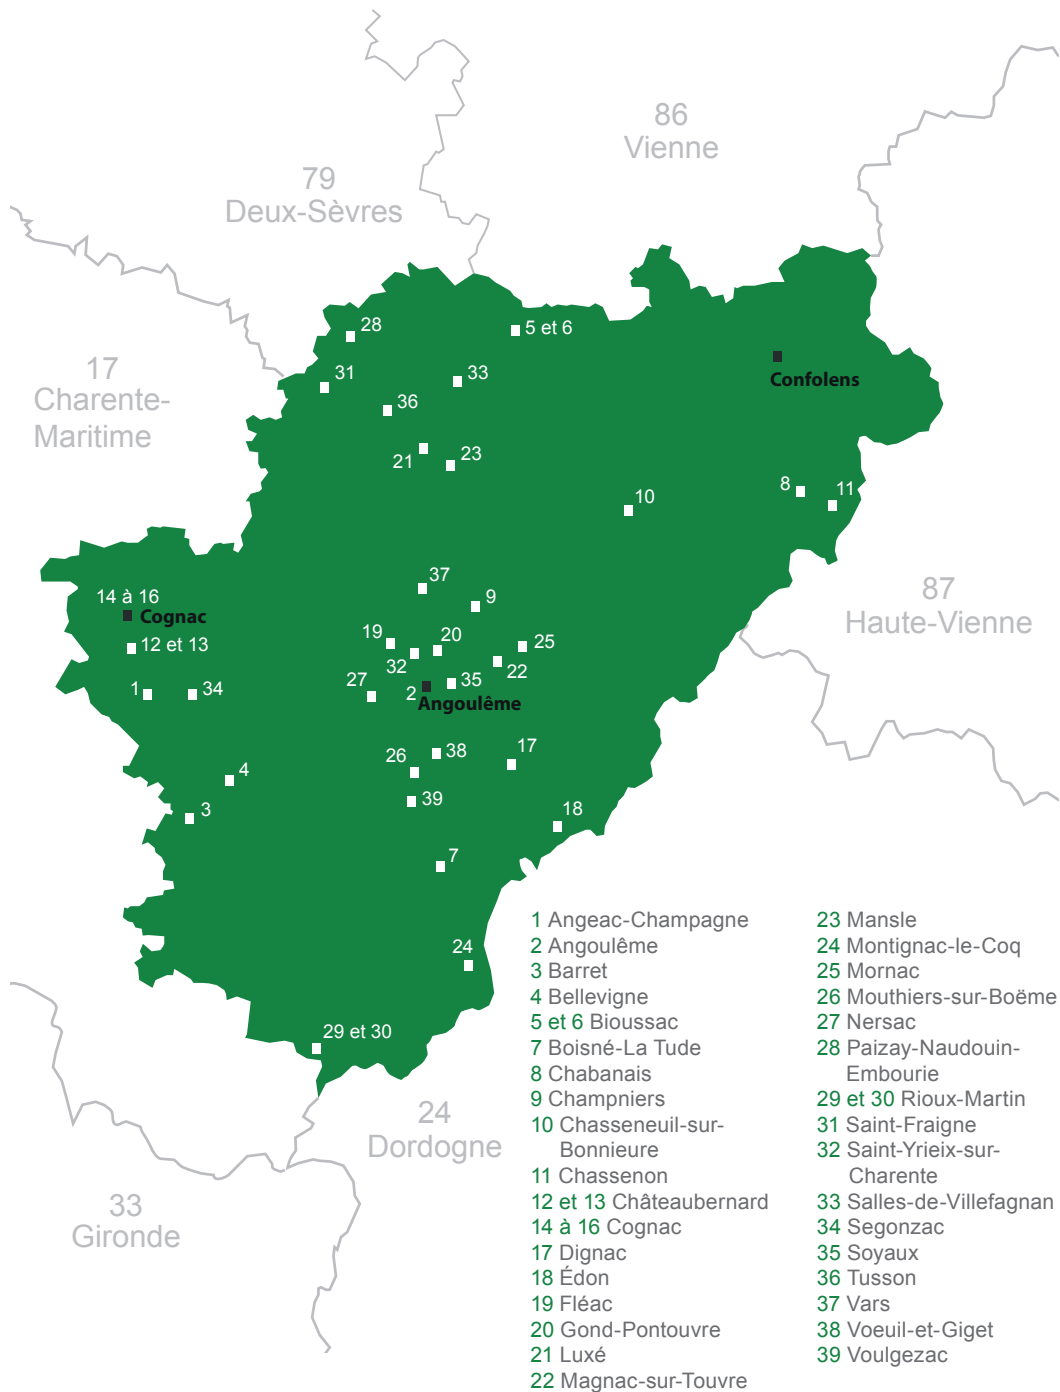 86
Vienne
79
Deux-Sèvres
28
5 et 6
17
Charente-
Maritime
31
33
36
Confolens
21
23
8
11
10
37
14 à 16
Cognac
9
87
Haute-Vienne
12 et 13
19
20
25
32
22
1
34
27
2
35
Angoulême
38
17
26
4
39
3
18
7
24
29 et 30
24
Dordogne
33
Gironde
1 Angeac-Champagne
2 Angoulême
3 Barret
4 Bellevigne
5 et 6 Bioussac
7 Boisné-La Tude
8 Chabanais
9 Champniers
10 Chasseneuil-sur-
Bonnieure
11 Chassenon
12 et 13 Châteaubernard
14 à 16 Cognac
17 Dignac
18 Édon
19 Fléac
20 Gond-Pontouvre
21 Luxé
22 Magnac-sur-Touvre
23 Mansle
24 Montignac-le-Coq
25 Mornac
26 Mouthiers-sur-Boëme
27 Nersac
28 Paizay-Naudouin-
Embourie
29 et 30 Rioux-Martin
31 Saint-Fraigne
32 Saint-Yrieix-sur-
Charente
33 Salles-de-Villefagnan
34 Segonzac
35 Soyaux
36 Tusson
37 Vars
38 Voeuil-et-Giget
39 Voulgezac